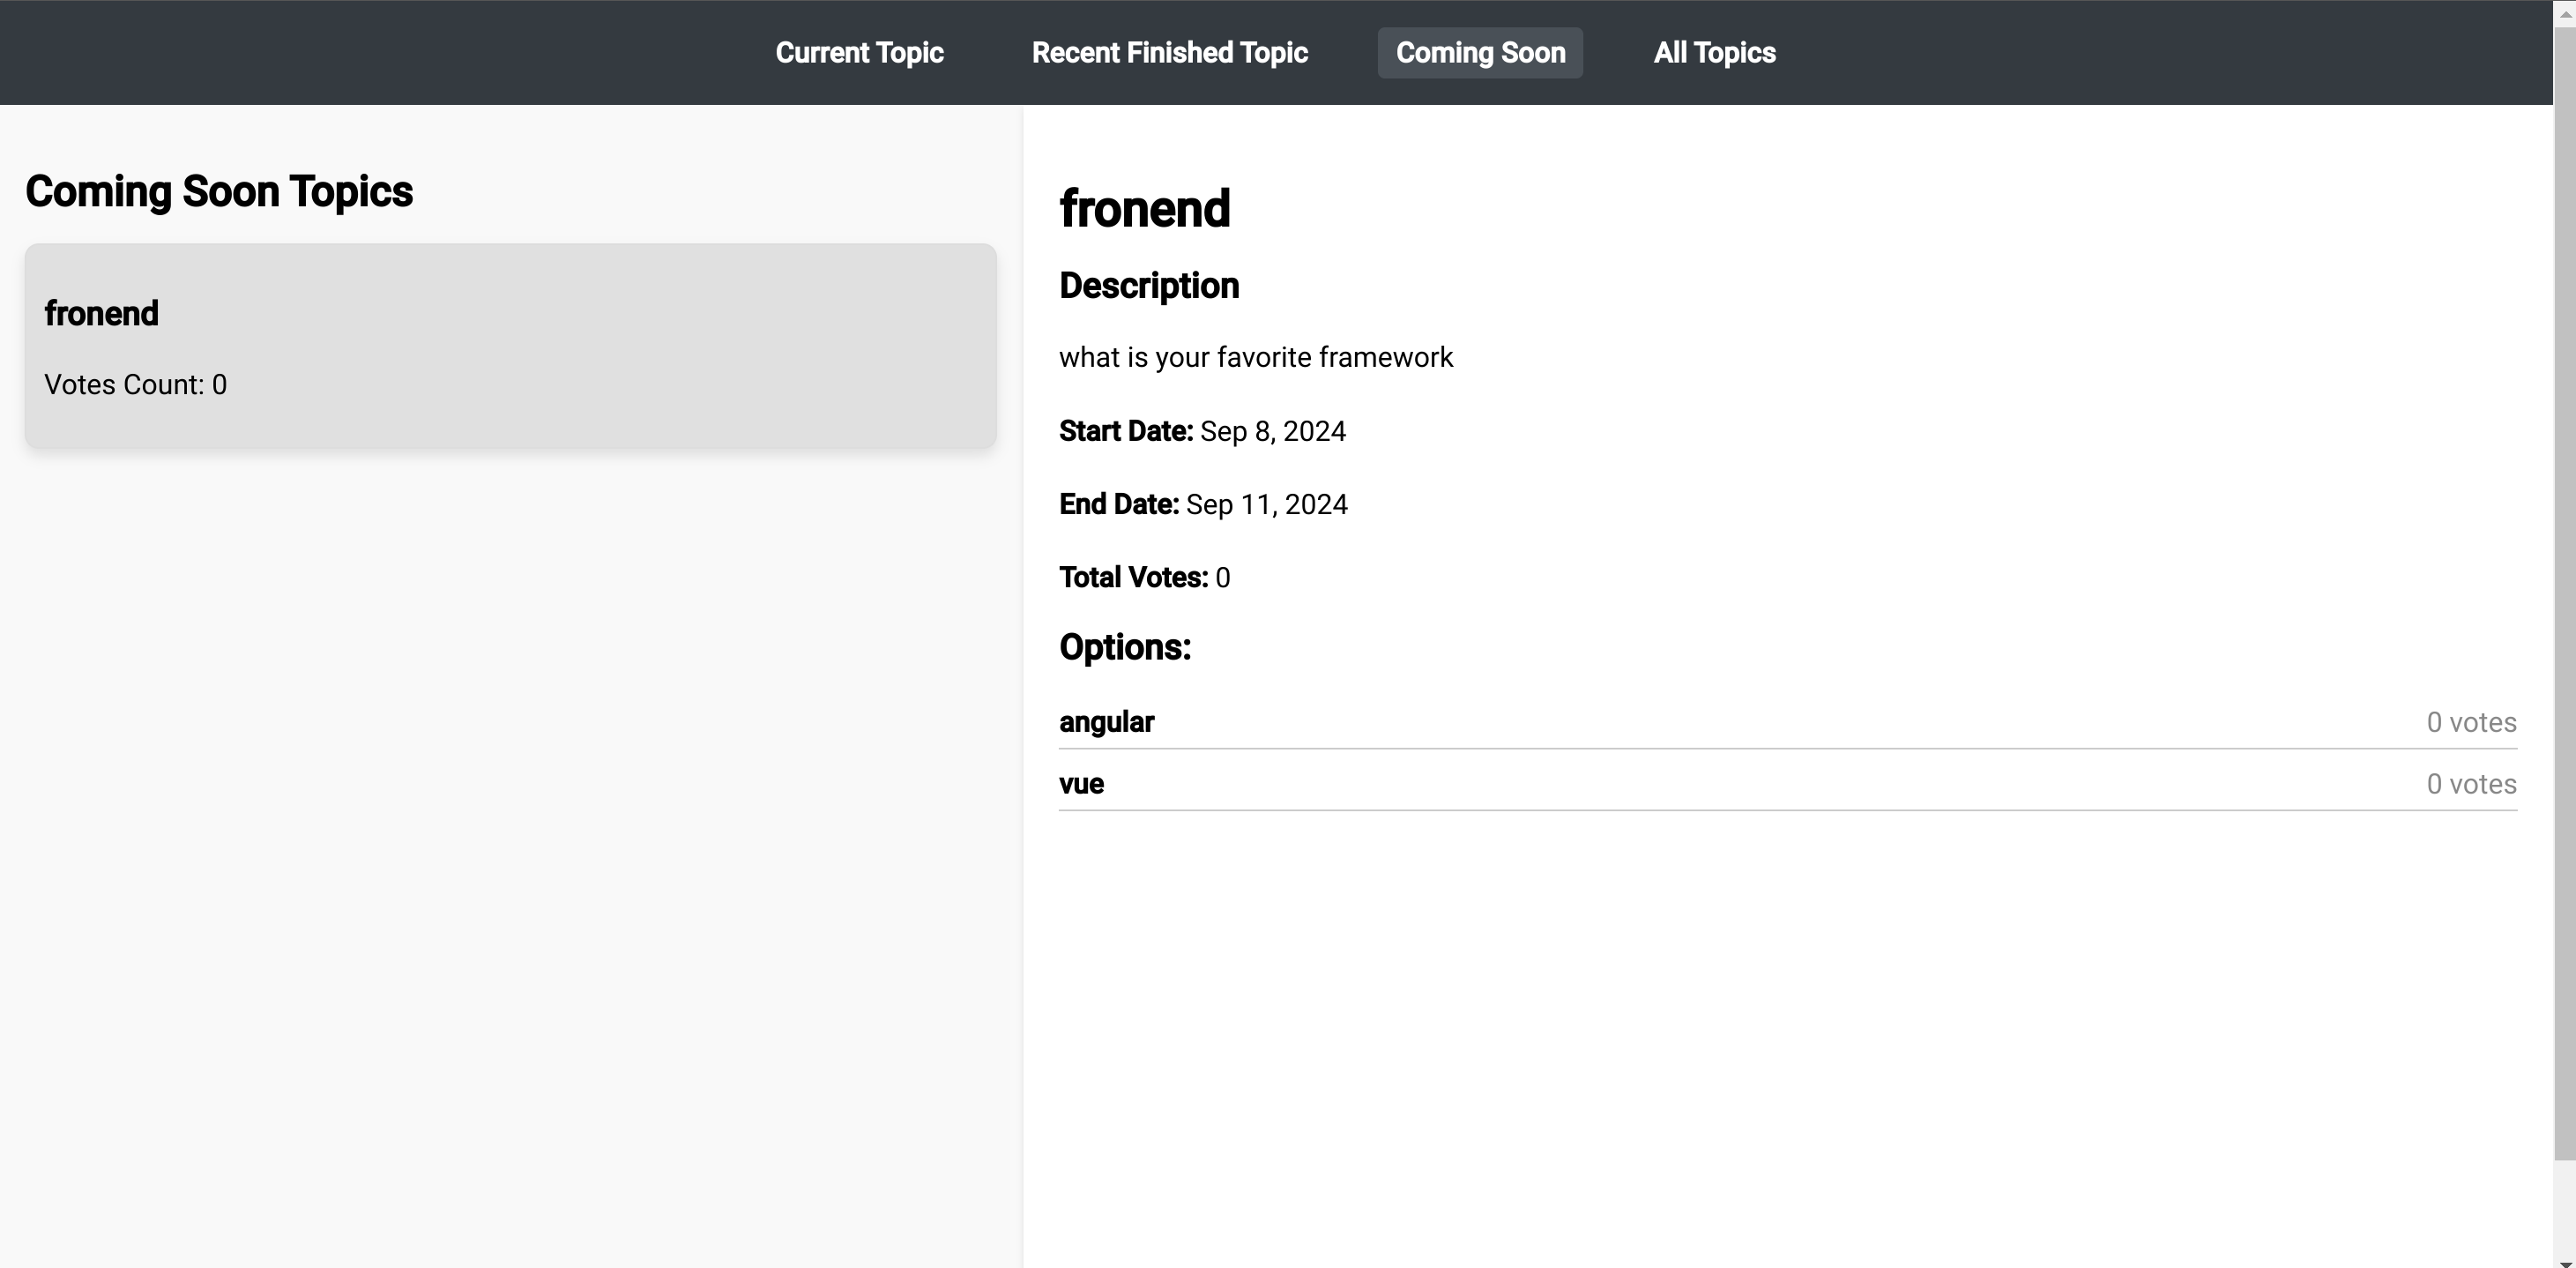 Current Topic
Recent Finished Topic
Coming Soon
All Topics
Coming Soon Topics
fronend
Votes Count: 0
fronend
Description
what is your favorite framework
Start Date: Sep 8, 2024
End Date: Sep 11, 2024
Total Votes: 0
Options:
angular 0 votes
vue 0 votes